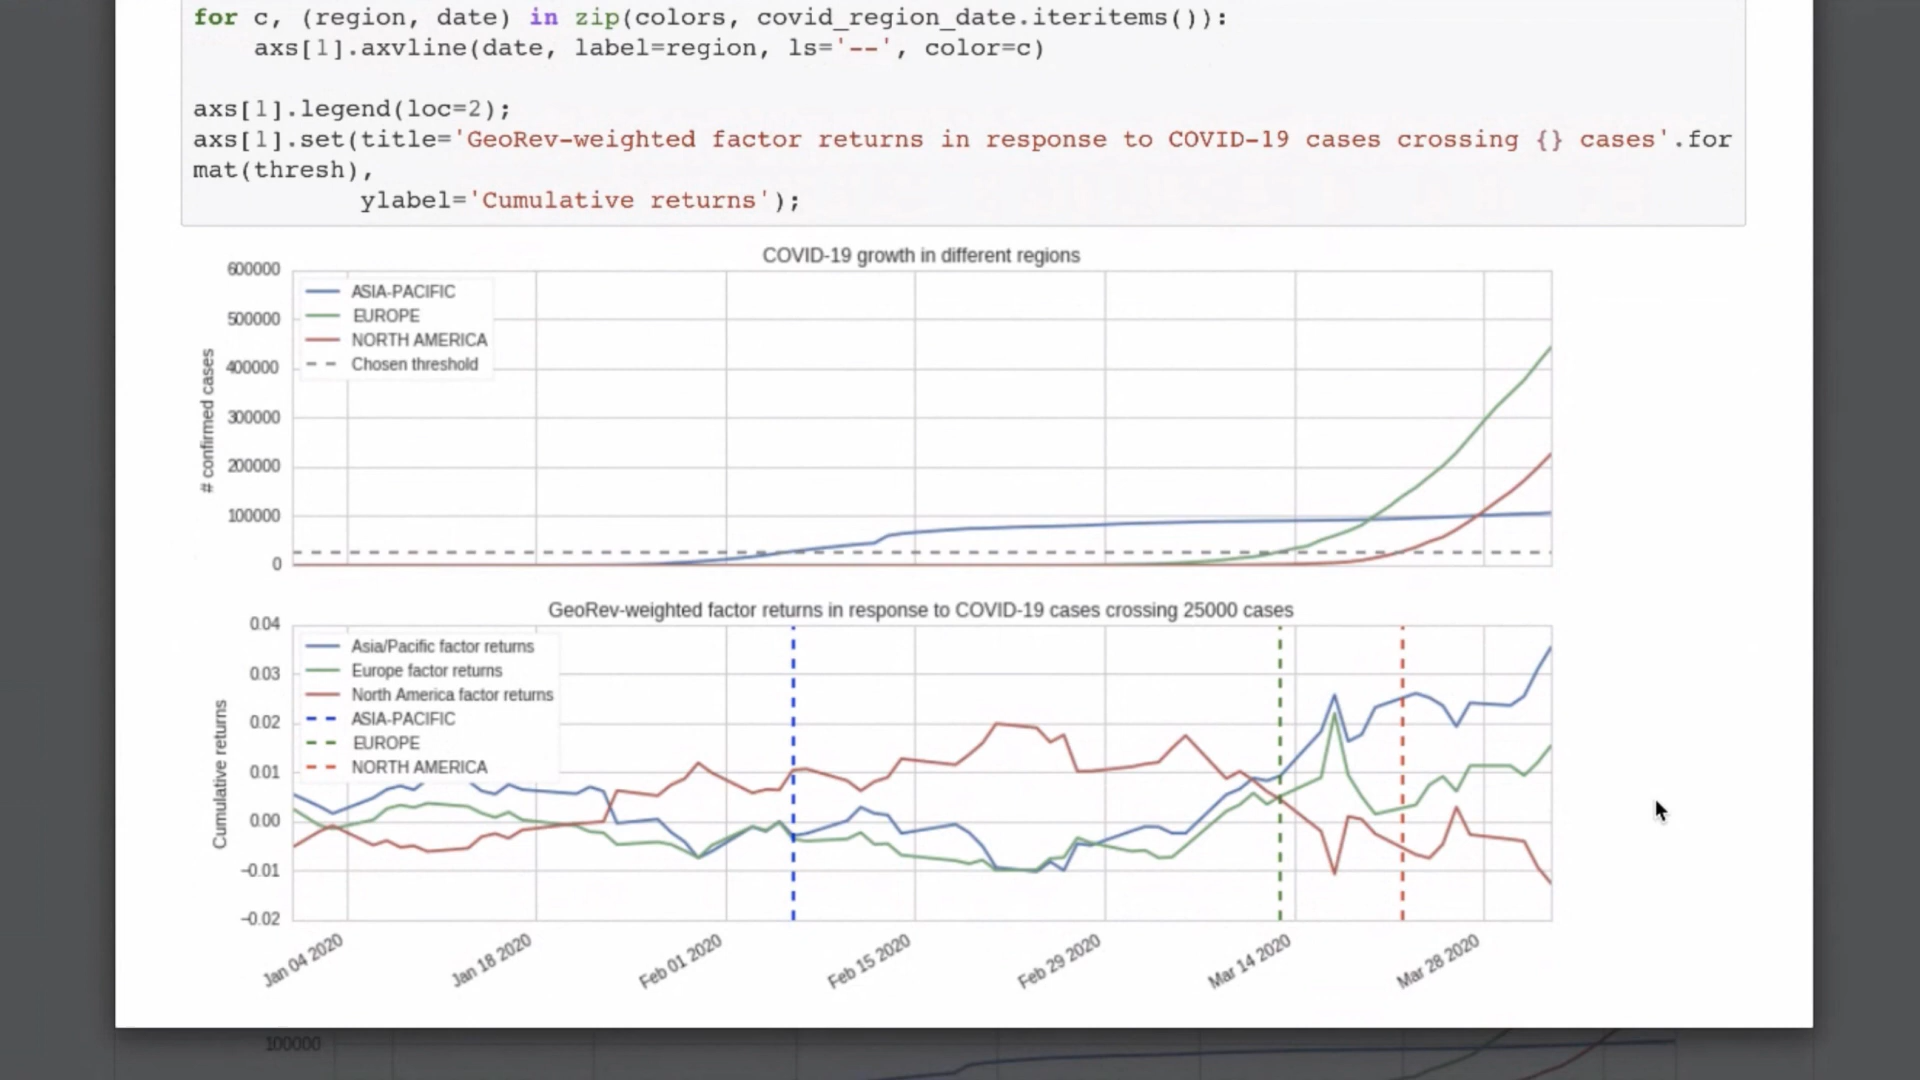 for c, (region, date) in zip(colors, covid_region_date.iteritems()):
    axs[1].axvline(date, label=region, ls='--', color=c)
axs[1].legend(loc=2);
axs[1].set(title='GeoRev-weighted factor returns in response to COVID-19 cases crossing {} cases'.for
mat(thresh),
           ylabel='Cumulative returns');
COVID-19 growth in different regions
600000
500000
400000
300000
200000
100000
0
# confirmed cases
ASIA-PACIFIC
EUROPE
NORTH AMERICA
Chosen threshold
GeoRev-weighted factor returns in response to COVID-19 cases crossing 25000 cases
0.04
0.03
0.02
0.01
0.00
−0.01
−0.02
Cumulative returns
Asia/Pacific factor returns
Europe factor returns
North America factor returns
ASIA-PACIFIC
EUROPE
NORTH AMERICA
Jan 04 2020
Jan 18 2020
Feb 01 2020
Feb 15 2020
Feb 29 2020
Mar 14 2020
Mar 28 2020
100000